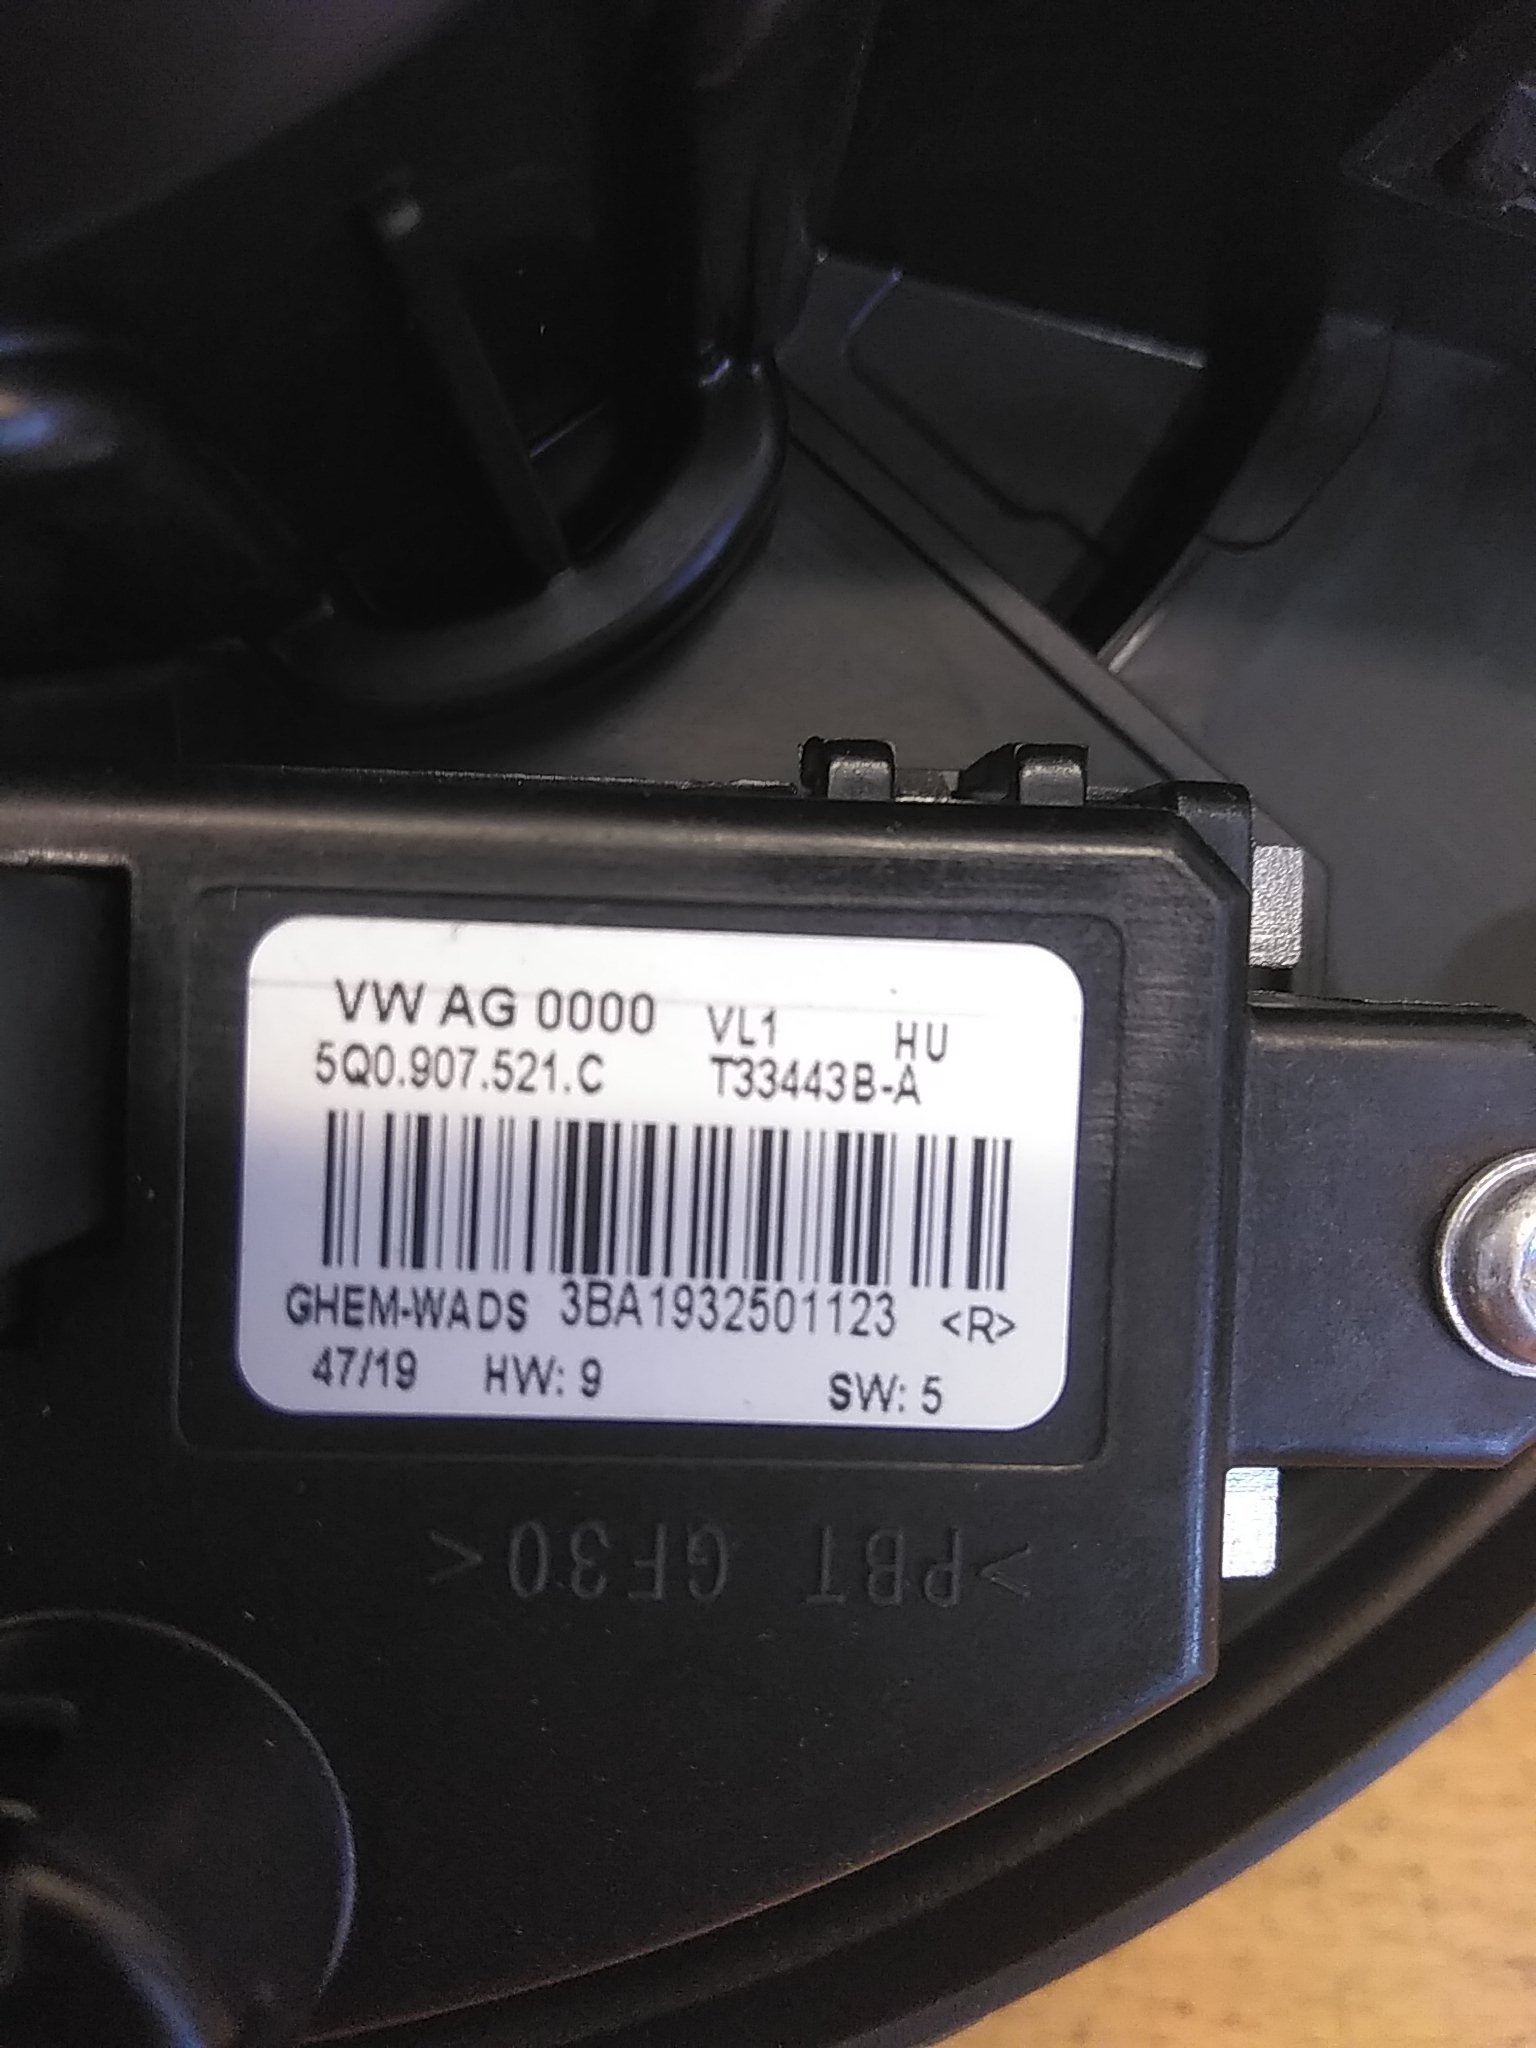 VW AG 0000 VL1 HU
5Q0.907.521.C T33443B-A
GHEM-WADS 3BA1932501123 <R>
47/19 HW: 9 SW: 5
>PBT GF30<